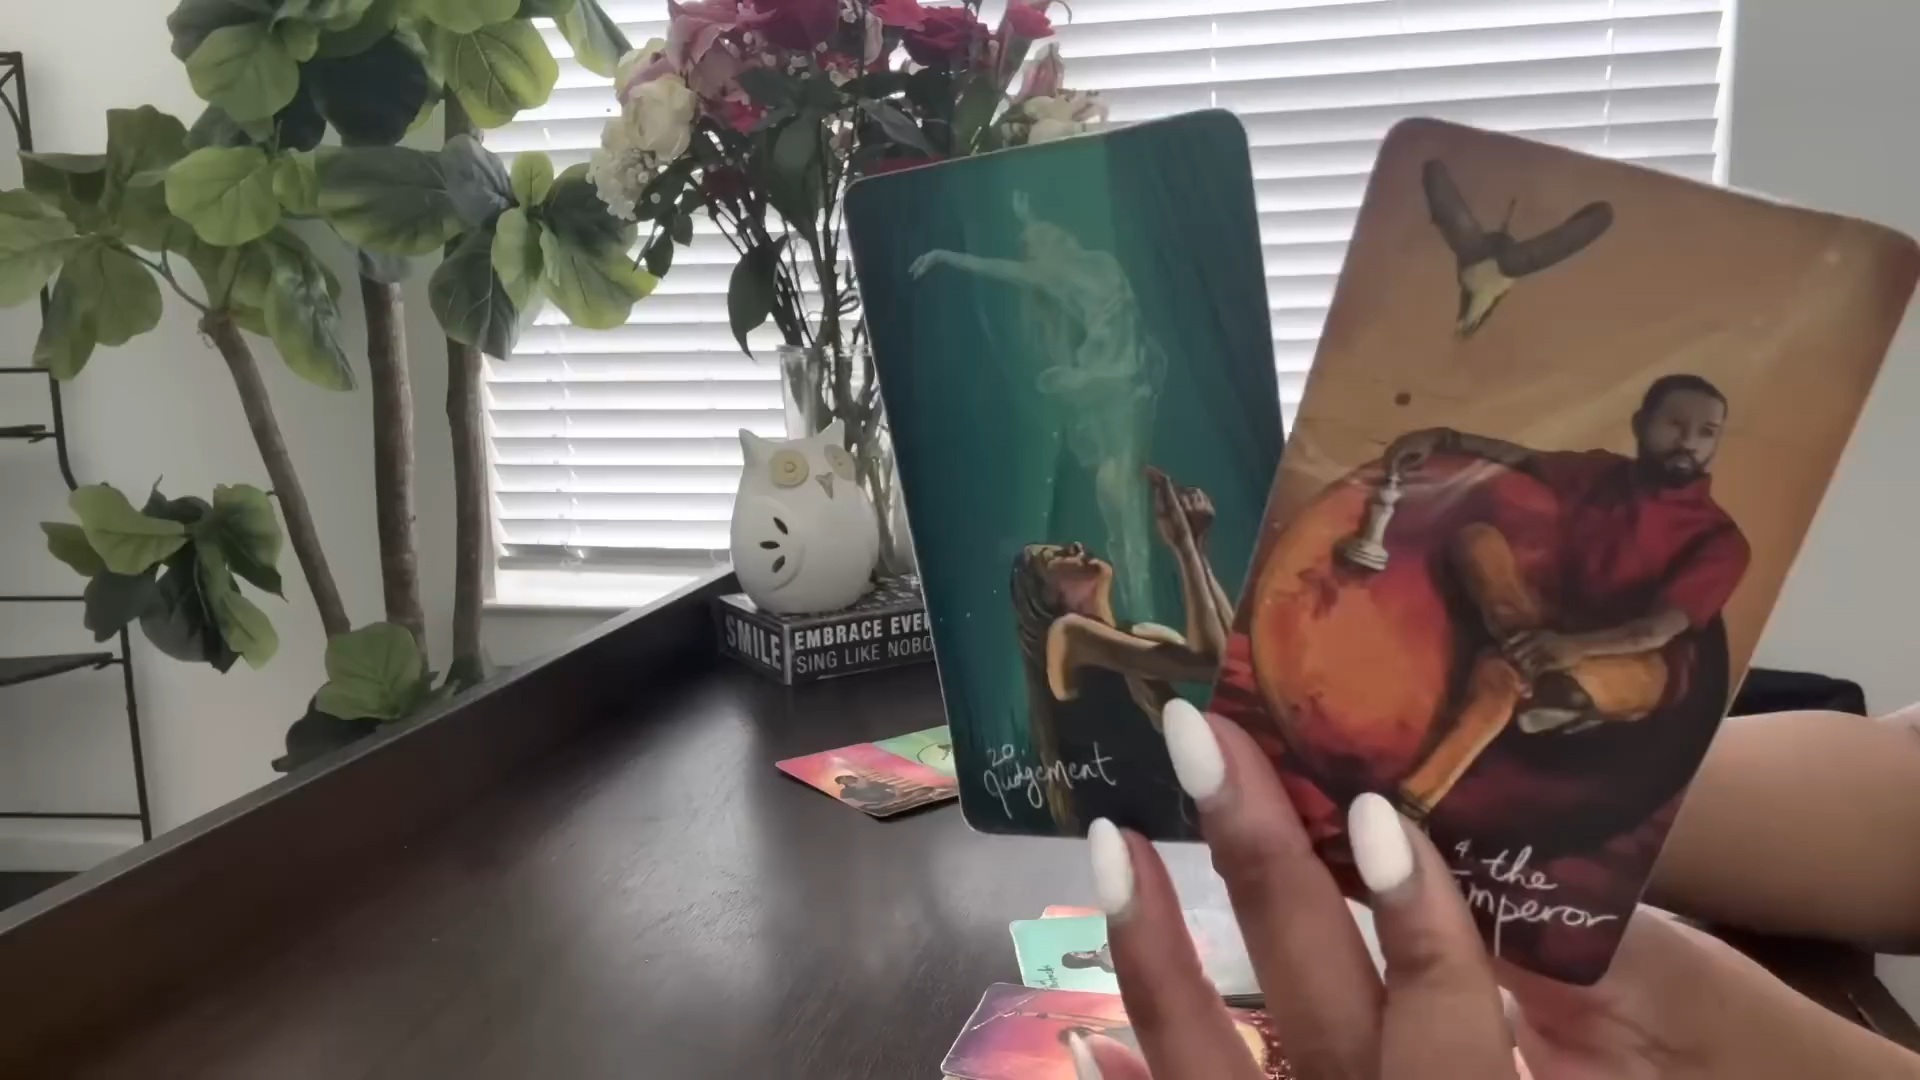 SMILE
EMBRACE EVE
SING LIKE NOBO
20.
Judgement
4. the
mperor